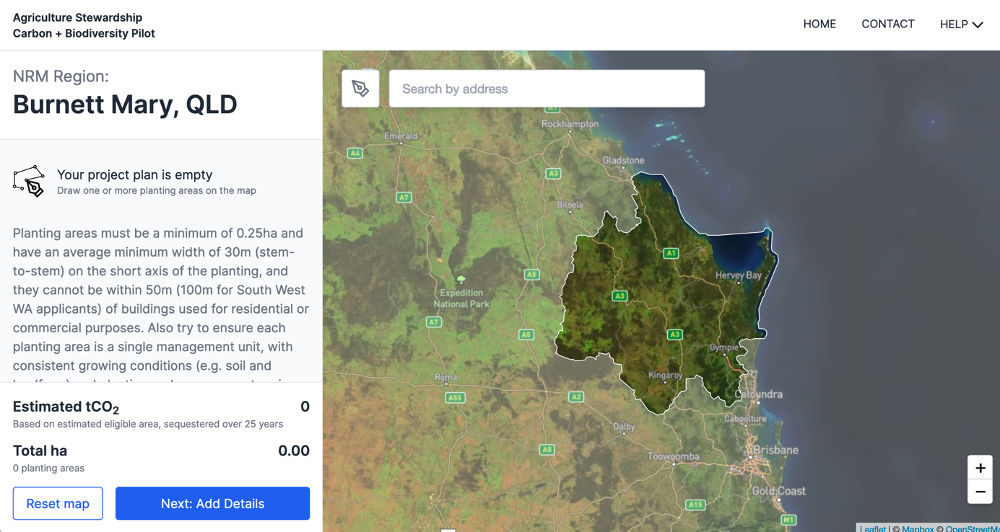 Agriculture Stewardship
Carbon + Biodiversity Pilot
HOME
CONTACT
HELP
NRM Region:
Burnett Mary, QLD
Your project plan is empty
Draw one or more planting areas on the map
Planting areas must be a minimum of 0.25ha and
have an average minimum width of 30m (stem-
to-stem) on the short axis of the planting, and
they cannot be within 50m (100m for South West
WA applicants) of buildings used for residential or
commercial purposes. Also try to ensure each
planting area is a single management unit, with
consistent growing conditions (e.g. soil and
Estimated tCO2
0
Based on estimated eligible area, sequestered over 25 years
Total ha
0.00
0 planting areas
Reset map
Next: Add Details
Search by address
A1
Rockhampton
Emerald
A4
Gladstone
A3
A7
Biloela
A1
Hervey Bay
A5
Expedition
National Park
A3
A7
A5
A3
Gympie
Kingaroy
Roma
A55
A2
Caloundra
Caboolture
Dalby
A5
Brisbane
Toowoomba
+
−
Gold Coast
A15
M1
Leaflet | © Mapbox © OpenStreetMa